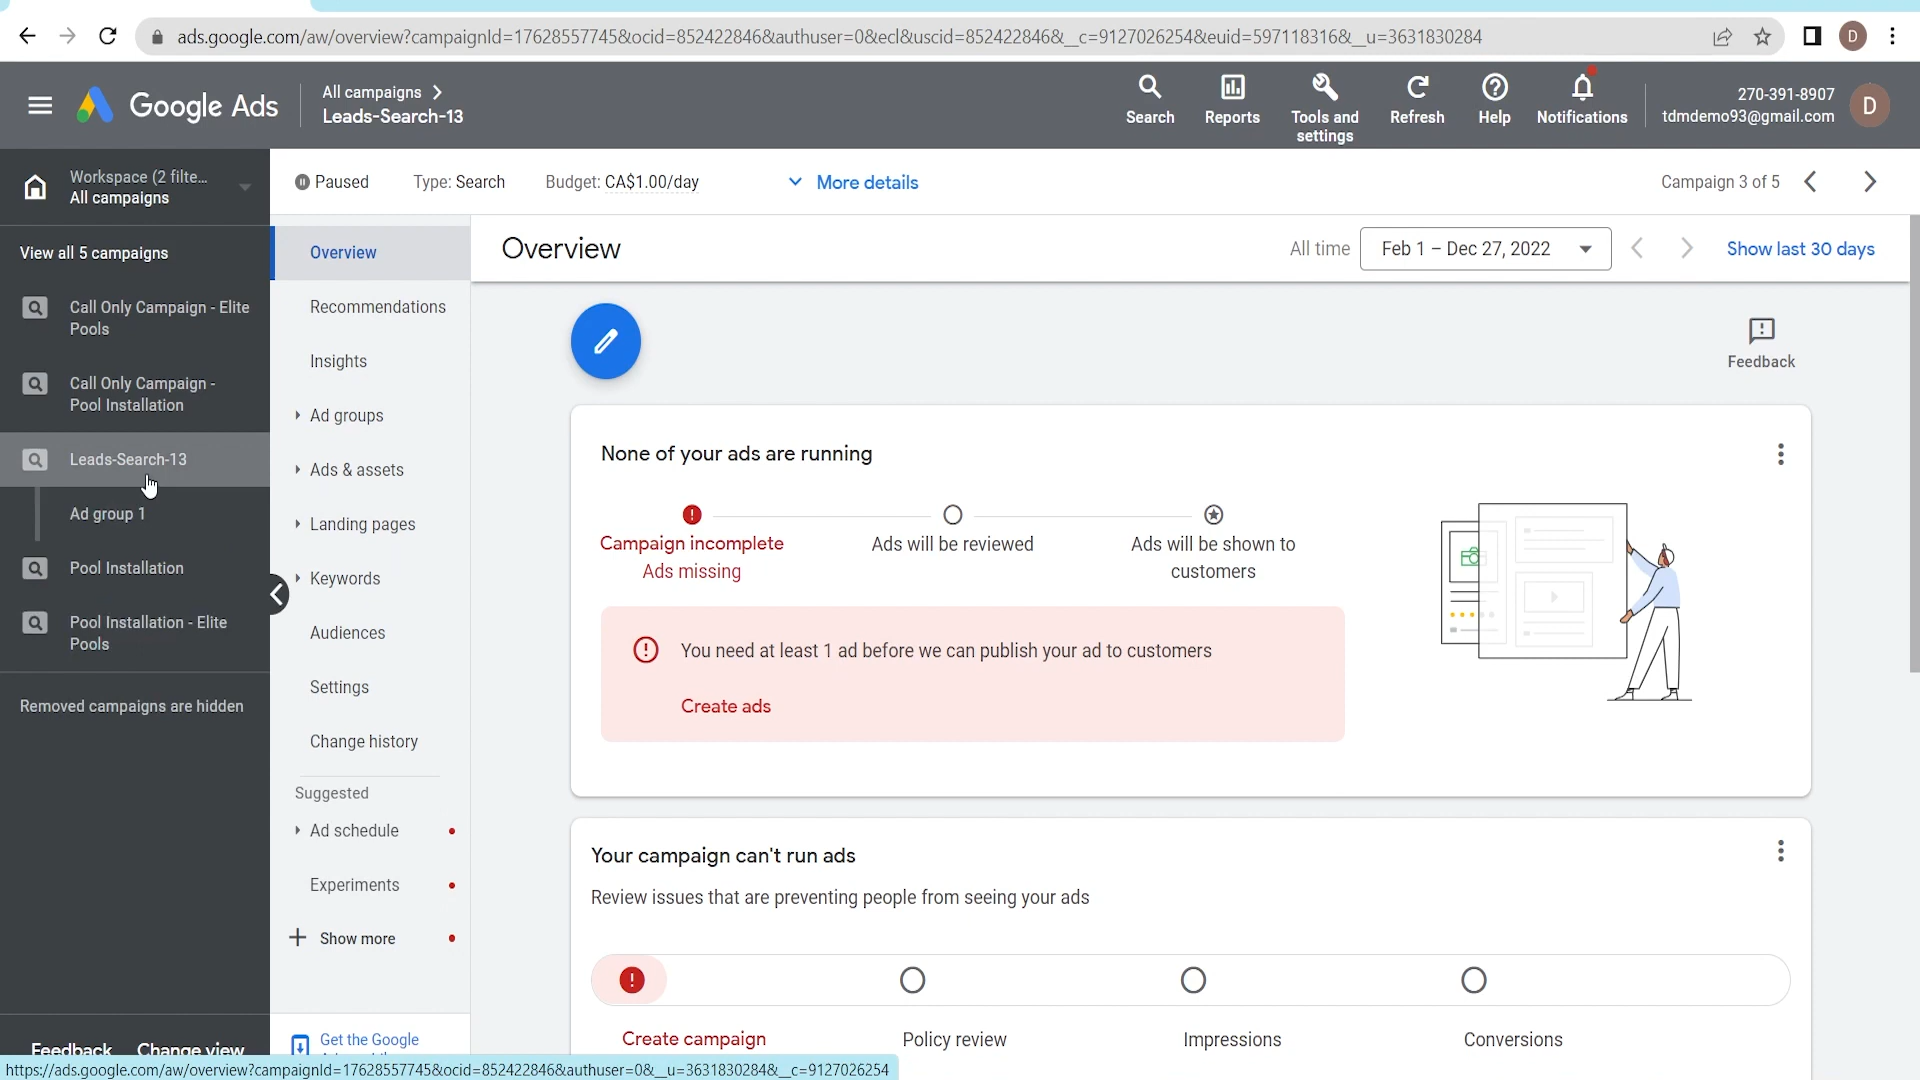 ads.google.com/aw/overview?campaignId=17628557745&ocid=852422846&authuser=0&ecl&uscid=852422846&__c=9127026254&euid=5971183168&__u=3631830284
D
Google Ads
All campaigns
Leads-Search-13
Search
Reports
Tools and
settings
Refresh
Help
Notifications
270-391-8907
tdmdemo93@gmail.com
D
Workspace (2 filte...
All campaigns
Paused
Type: Search
Budget: CA$1.00/day
More details
Campaign 3 of 5
View all 5 campaigns
Call Only Campaign - Elite
Pools
Call Only Campaign -
Pool Installation
Leads-Search-13
Ad group 1
Pool Installation
Pool Installation - Elite
Pools
Removed campaigns are hidden
Feedback
Change view
Overview
Recommendations
Insights
Ad groups
Ads & assets
Landing pages
Keywords
Audiences
Settings
Change history
Suggested
Ad schedule
Experiments
Show more
Get the Google
Overview
All time
Feb 1 – Dec 27, 2022
Show last 30 days
Feedback
None of your ads are running
Campaign incomplete
Ads missing
Ads will be reviewed
Ads will be shown to
customers
You need at least 1 ad before we can publish your ad to customers
Create ads
Your campaign can't run ads
Review issues that are preventing people from seeing your ads
Create campaign
Policy review
Impressions
Conversions
https://ads.google.com/aw/overview?campaignId=17628557745&ocid=852422846&authuser=0&__u=3631830284&__c=9127026254